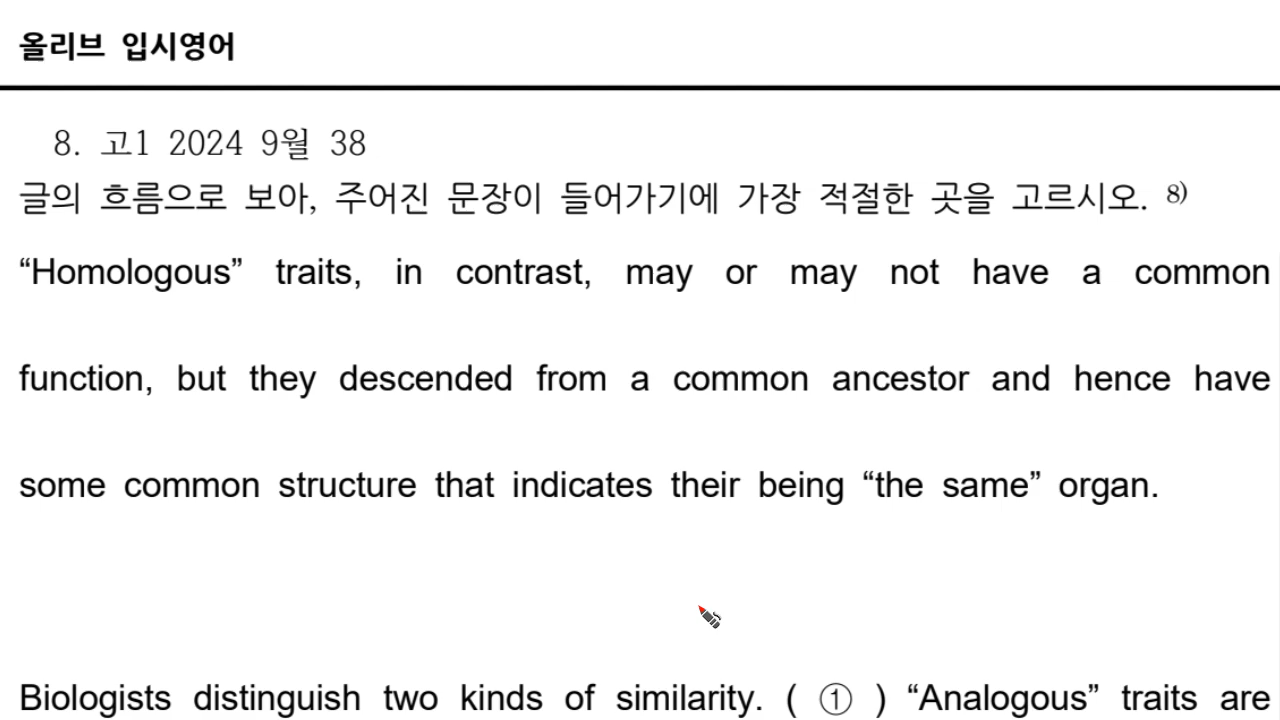 올리브 입시영어
8. 고1 2024 9월 38
글의 흐름으로 보아, 주어진 문장이 들어가기에 가장 적절한 곳을 고르시오. 8)
“Homologous” traits, in contrast, may or may not have a common
function, but they descended from a common ancestor and hence have
some common structure that indicates their being “the same” organ.
Biologists distinguish two kinds of similarity. ( ① ) “Analogous” traits are